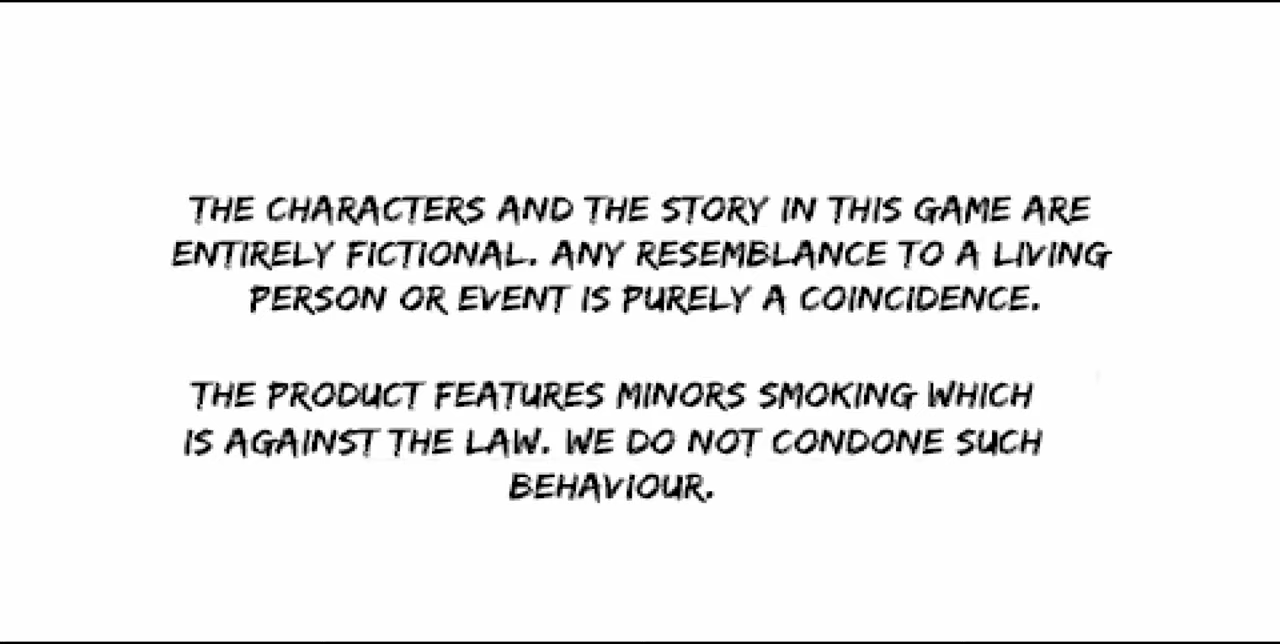 THE CHARACTERS AND THE STORY IN THIS GAME ARE
ENTIRELY FICTIONAL. ANY RESEMBLANCE TO A LIVING
PERSON OR EVENT IS PURELY A COINCIDENCE.
THE PRODUCT FEATURES MINORS SMOKING WHICH
IS AGAINST THE LAW. WE DO NOT CONDONE SUCH
BEHAVIOUR.